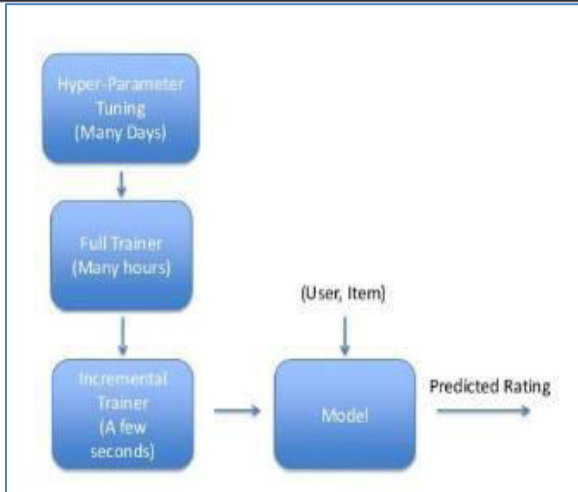 Hyper-Parameter
Tuning
(Many Days)
Full Trainer
(Many hours)
(User, Item)
Incremental
Trainer
(A few
seconds)
Model
Predicted Rating